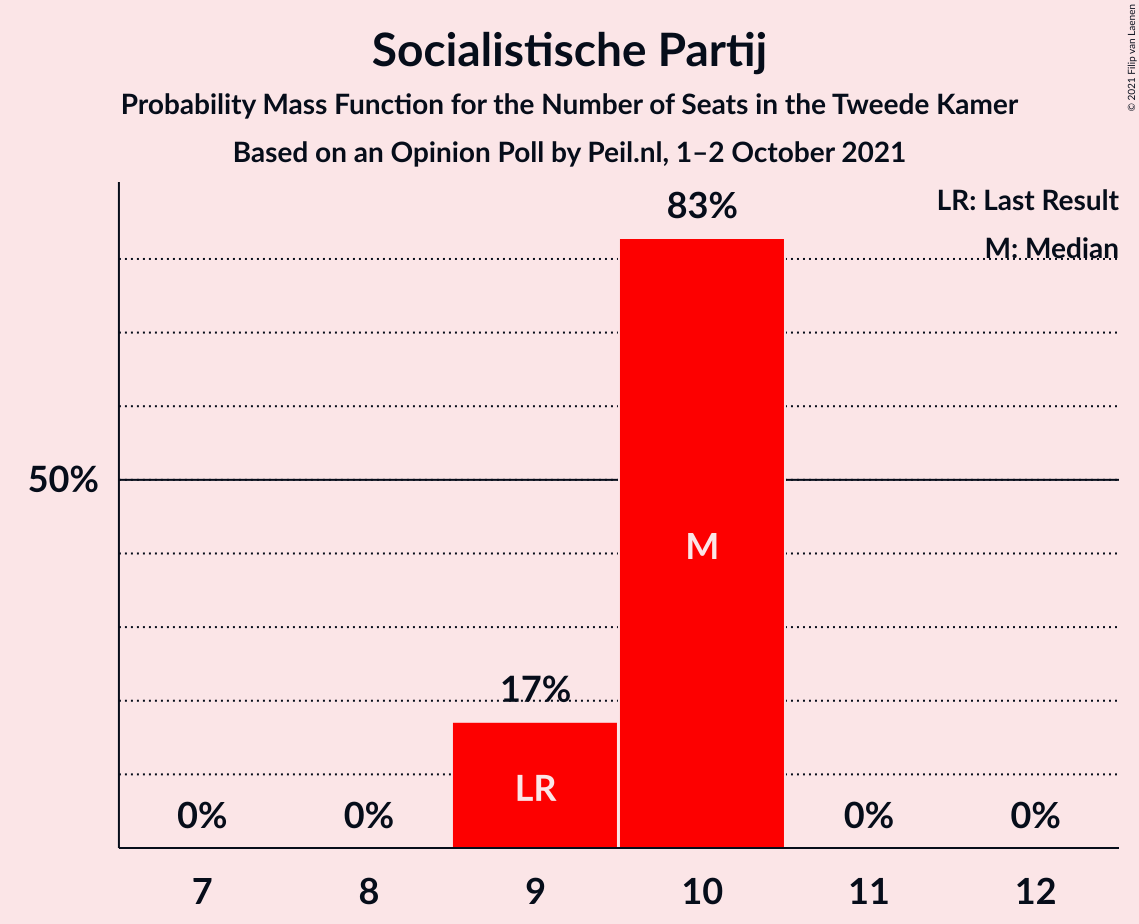 Socialistische Partij
Probability Mass Function for the Number of Seats in the Tweede Kamer
Based on an Opinion Poll by Peil.nl, 1–2 October 2021
© 2021 Filip van Laenen
LR: Last Result
M: Median
83%
50%
M
17%
LR
0% 0% 0% 0%
7 8 9 10 11 12